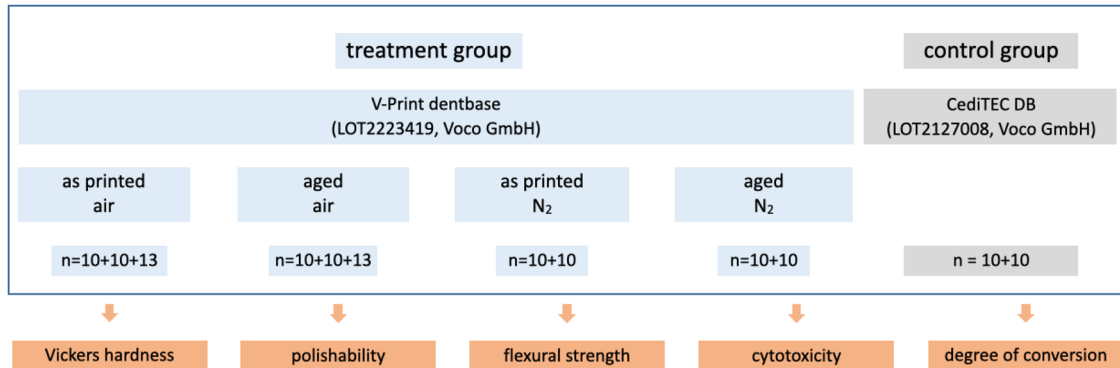 treatment group
control group
V-Print dentbase
(LOT2223419, Voco GmbH)
CediTEC DB
(LOT2127008, Voco GmbH)
as printed
air
aged
air
as printed
N₂
aged
N₂
n=10+10+13
n=10+10+13
n=10+10
n=10+10
n = 10+10
Vickers hardness
polishability
flexural strength
cytotoxicity
degree of conversion